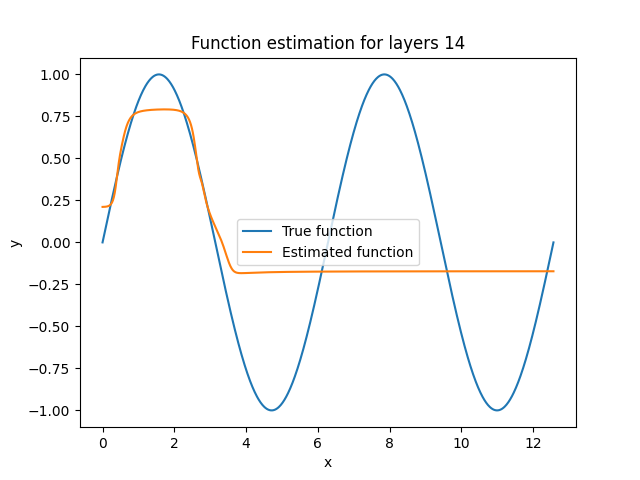 Function estimation for layers 14
1.00
0.75
0.50
0.25
0.00
−0.25
−0.50
−0.75
−1.00
y
True function
Estimated function
0 2 4 6 8 10 12
x